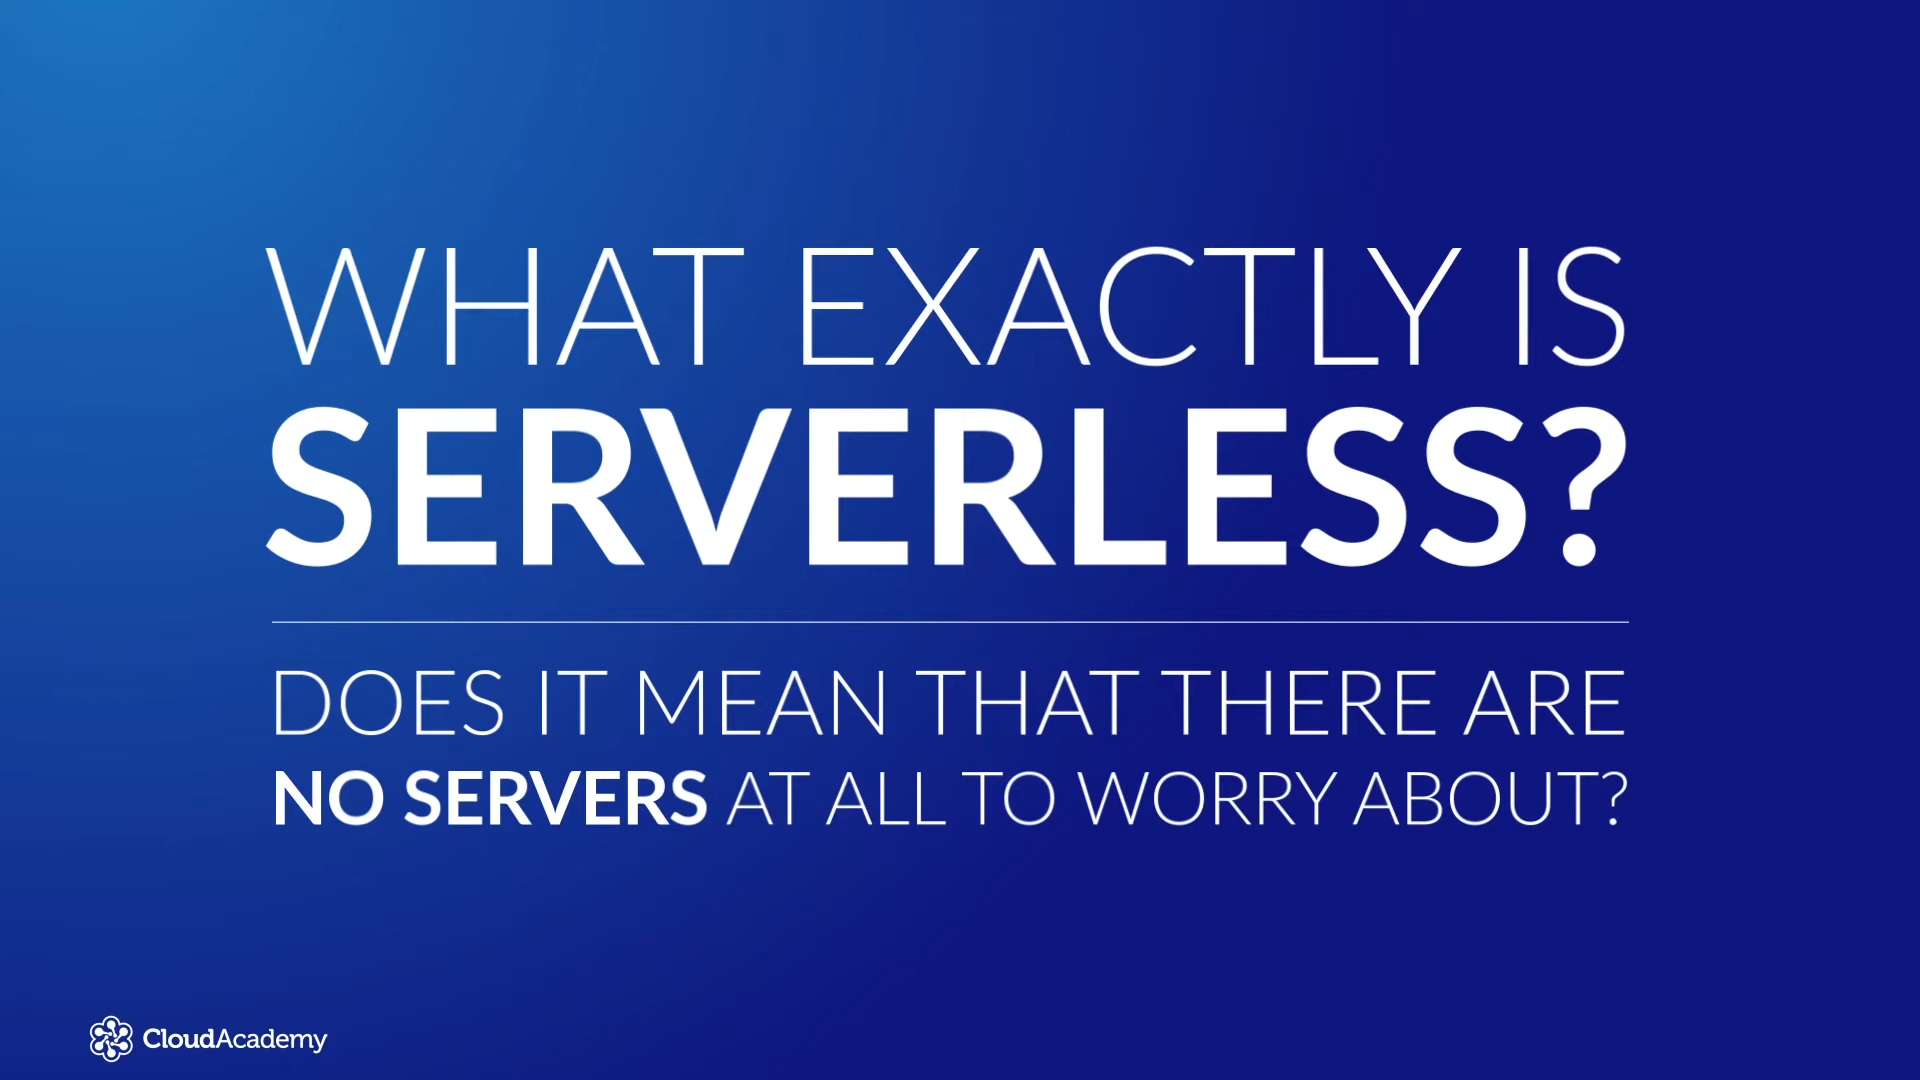 WHAT EXACTLY IS
SERVERLESS?
DOES IT MEAN THAT THERE ARE
NO SERVERS AT ALL TO WORRY ABOUT?
CloudAcademy